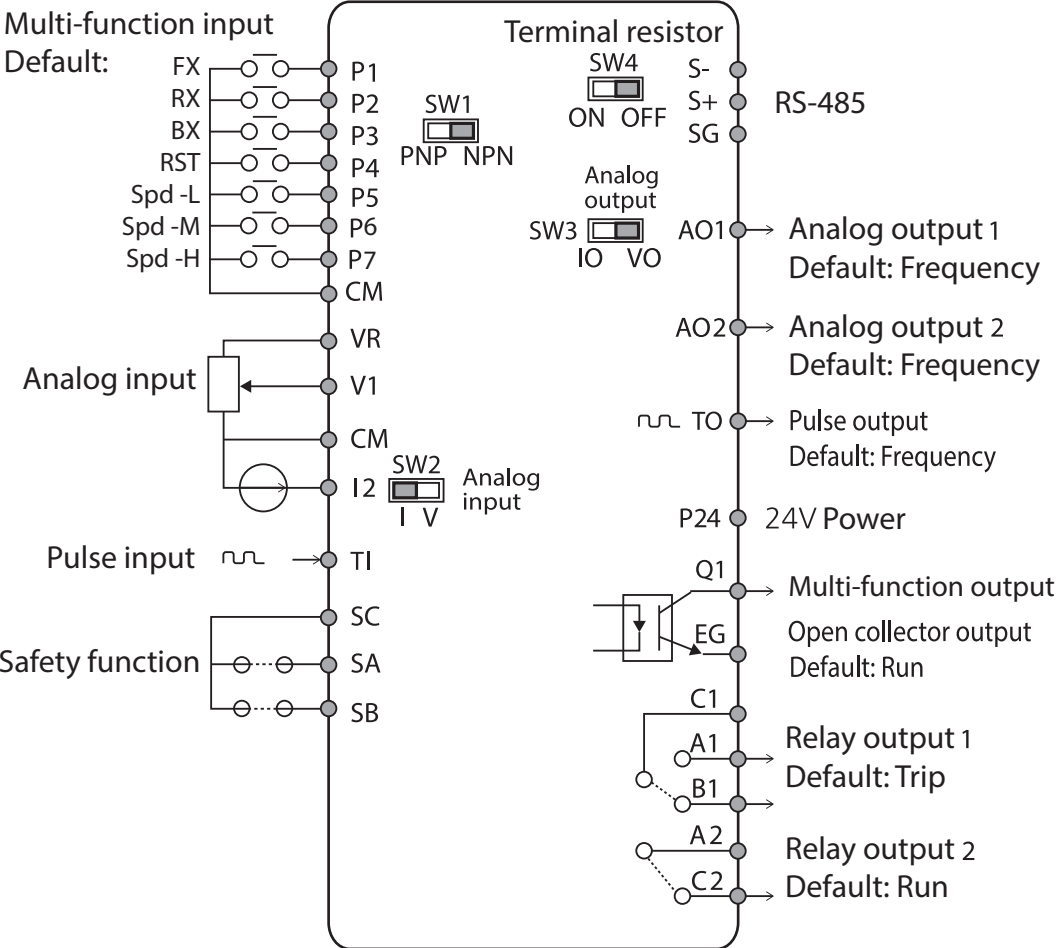 Multi-function input
Default:
FX
P1
RX
P2
BX
P3
RST
P4
Spd -L
P5
Spd -M
P6
Spd -H
P7
CM
SW1
PNP NPN
VR
Analog input
V1
CM
I2
SW2
I V
Analog
input
Pulse input
TI
SC
Safety function
SA
SB
Terminal resistor
SW4
ON OFF
S-
S+
SG
RS-485
Analog
output
SW3
IO VO
AO1
Analog output 1
Default: Frequency
AO2
Analog output 2
Default: Frequency
TO
Pulse output
Default: Frequency
P24
24V Power
Q1
Multi-function output
EG
Open collector output
Default: Run
C1
A1
Relay output 1
Default: Trip
B1
A2
Relay output 2
C2
Default: Run